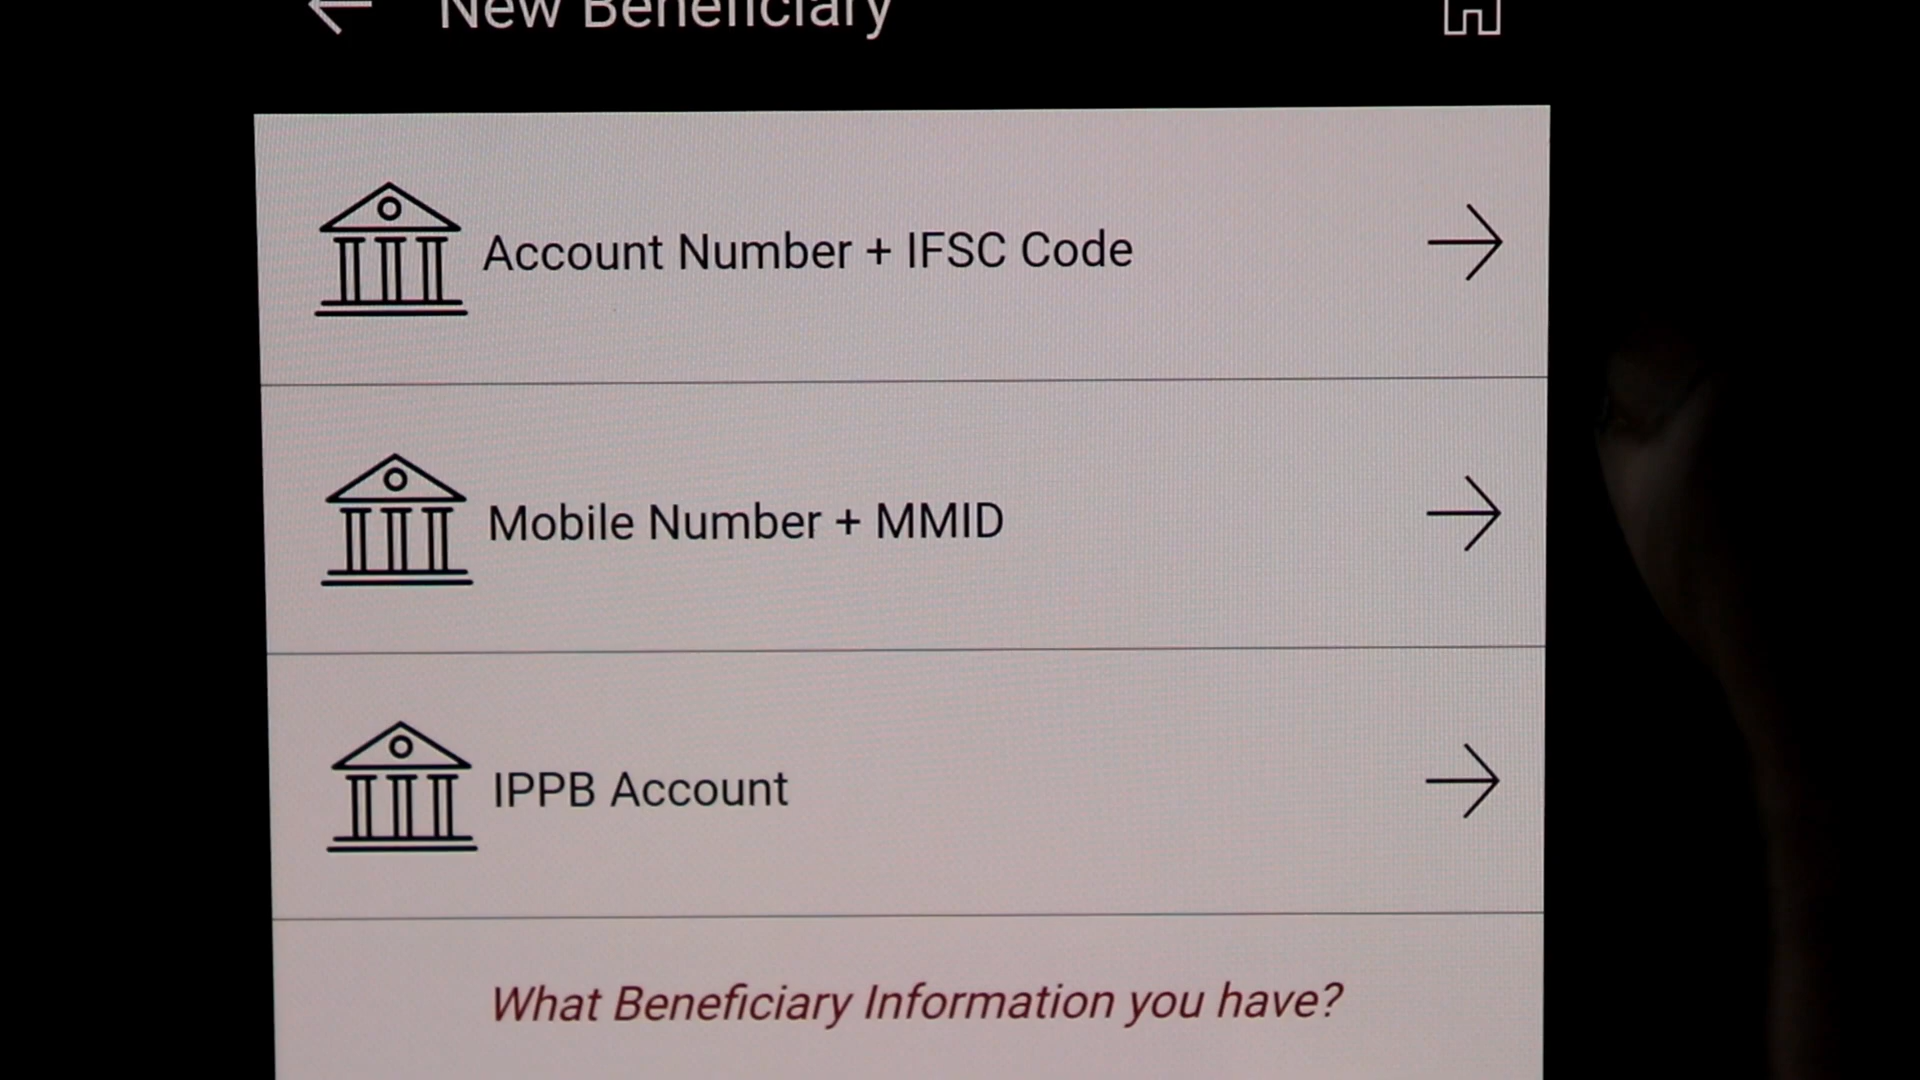 New Beneficiary
Account Number + IFSC Code
Mobile Number + MMID
IPPB Account
What Beneficiary Information you have?